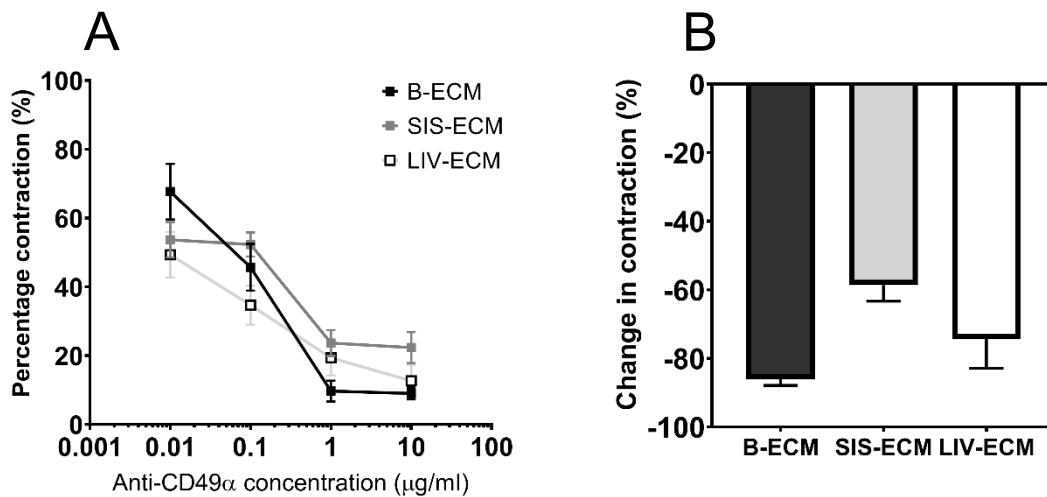 A
Percentage contraction (%)
100
80
60
40
20
0
0.001 0.01 0.1 1 10 100
Anti-CD49α concentration (μg/ml)
B-ECM
SIS-ECM
LIV-ECM
B
Change in contraction (%)
0
-20
-40
-60
-80
-100
B-ECM SIS-ECM LIV-ECM